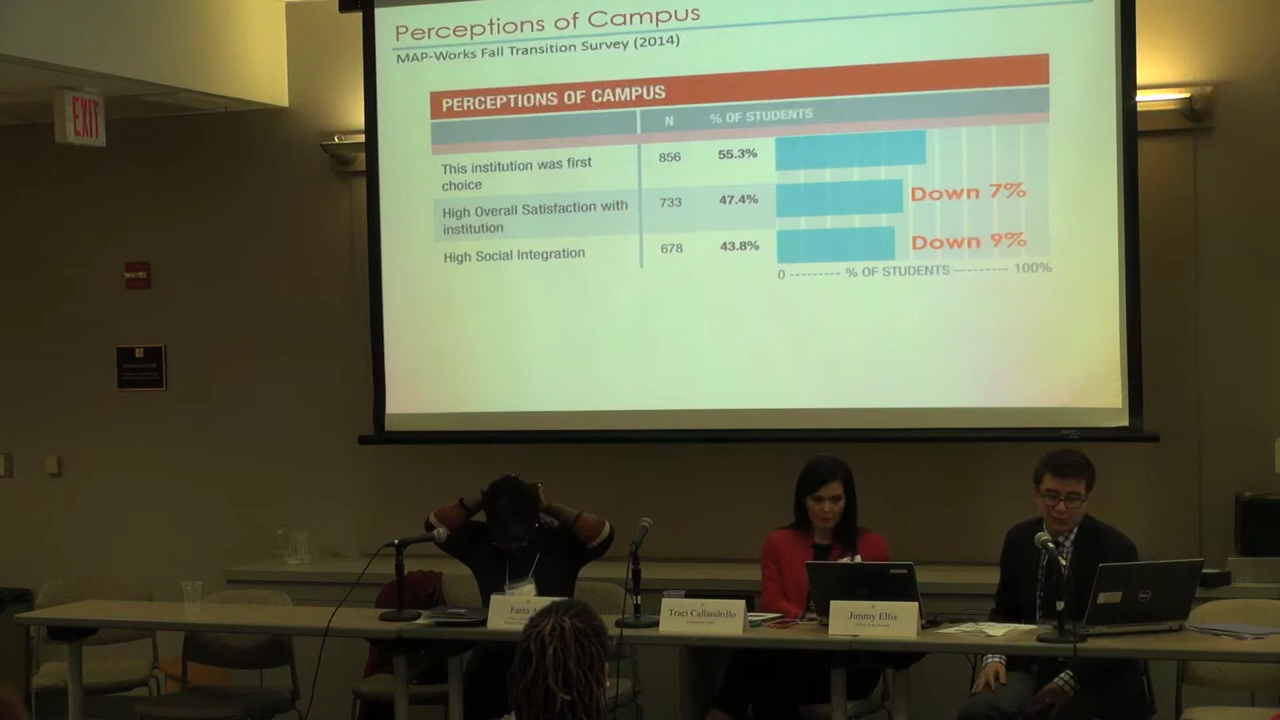 Perceptions of Campus
MAP-Works Fall Transition Survey (2014)
PERCEPTIONS OF CAMPUS
N % OF STUDENTS
This institution was first
choice
856 55.3%
High Overall Satisfaction with
institution
733 47.4%
Down 7%
High Social Integration 678 43.8%
Down 9%
0 --------- % OF STUDENTS --------- 100%
EXIT
Fanta
Traci Callandrillo
Jimmy Ellis
DELL